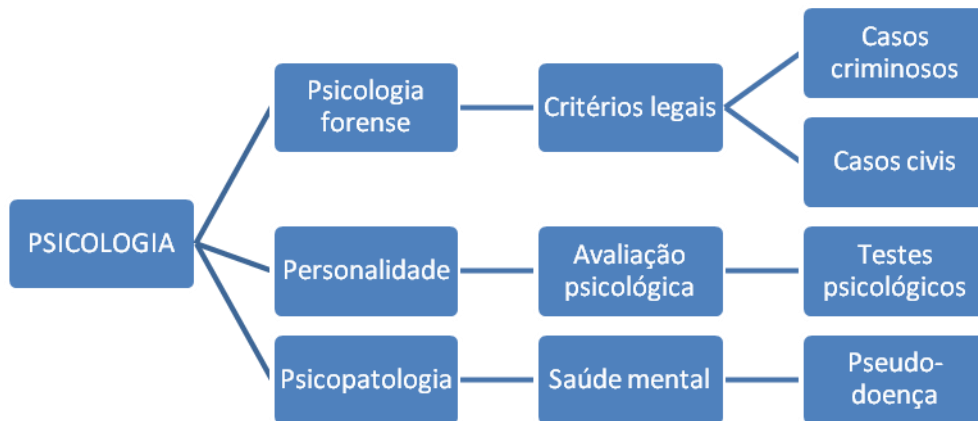 PSICOLOGIA
Psicologia
forense
Critérios legais
Casos
criminosos
Casos civis
Personalidade
Avaliação
psicológica
Testes
psicológicos
Psicopatologia
Saúde mental
Pseudo-
doença